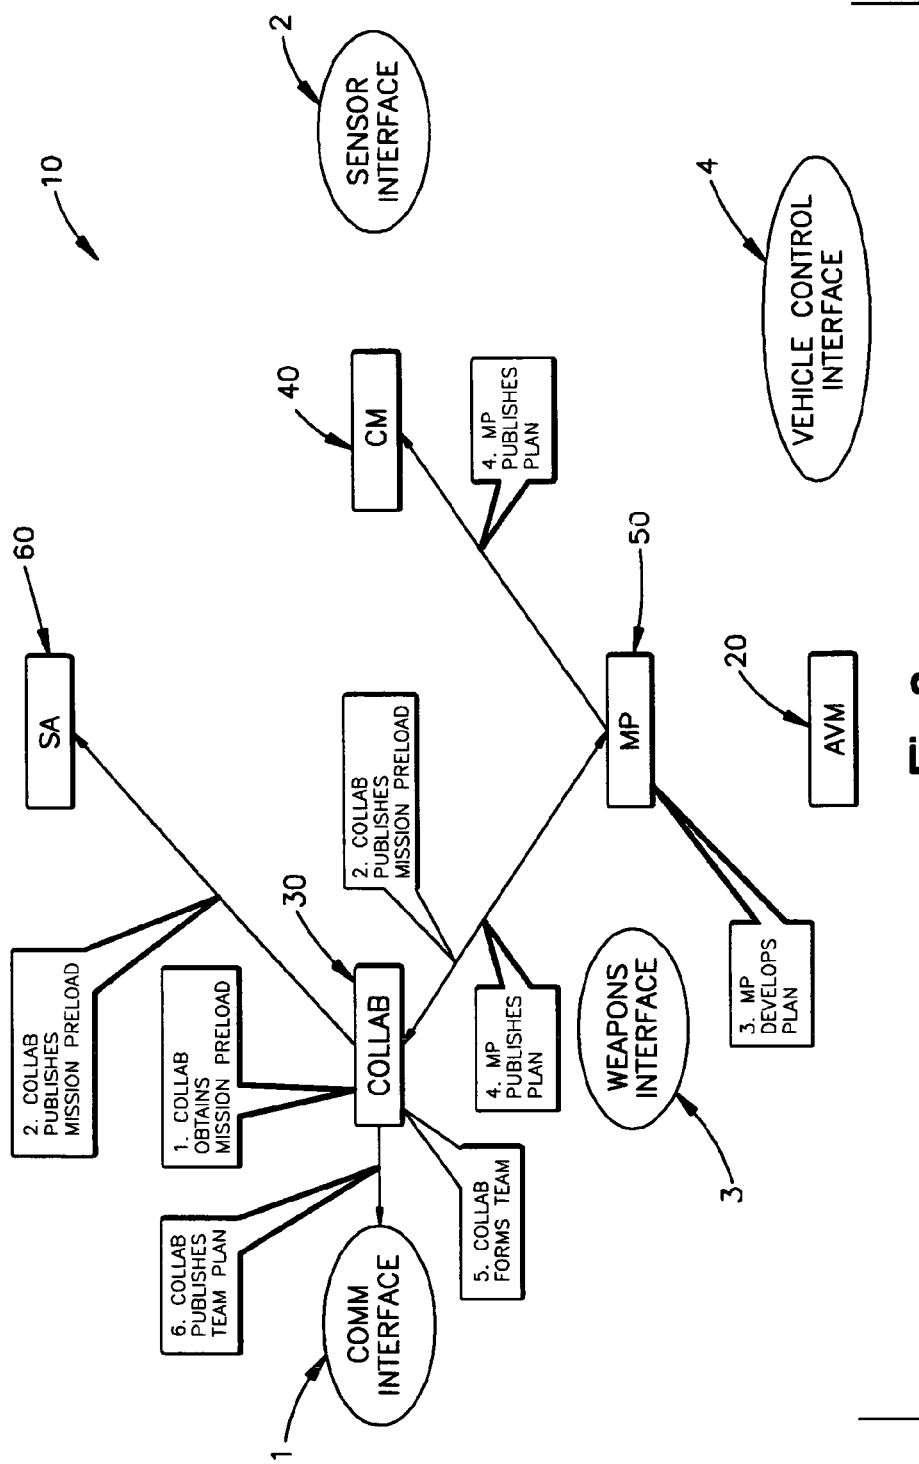 10
60
SA
2. COLLAB
PUBLISHES
MISSION PRELOAD
1. COLLAB
OBTAINS
MISSION PRELOAD
6. COLLAB
PUBLISHES
TEAM PLAN
1
COMM
INTERFACE
30
COLLAB
5. COLLAB
FORMS TEAM
2. COLLAB
PUBLISHES
MISSION PRELOAD
4. MP
PUBLISHES
PLAN
40
CM
2
SENSOR
INTERFACE
4. MP
PUBLISHES
PLAN
WEAPONS
INTERFACE
3
50
MP
3. MP
DEVELOPS
PLAN
20
AVM
4
VEHICLE CONTROL
INTERFACE